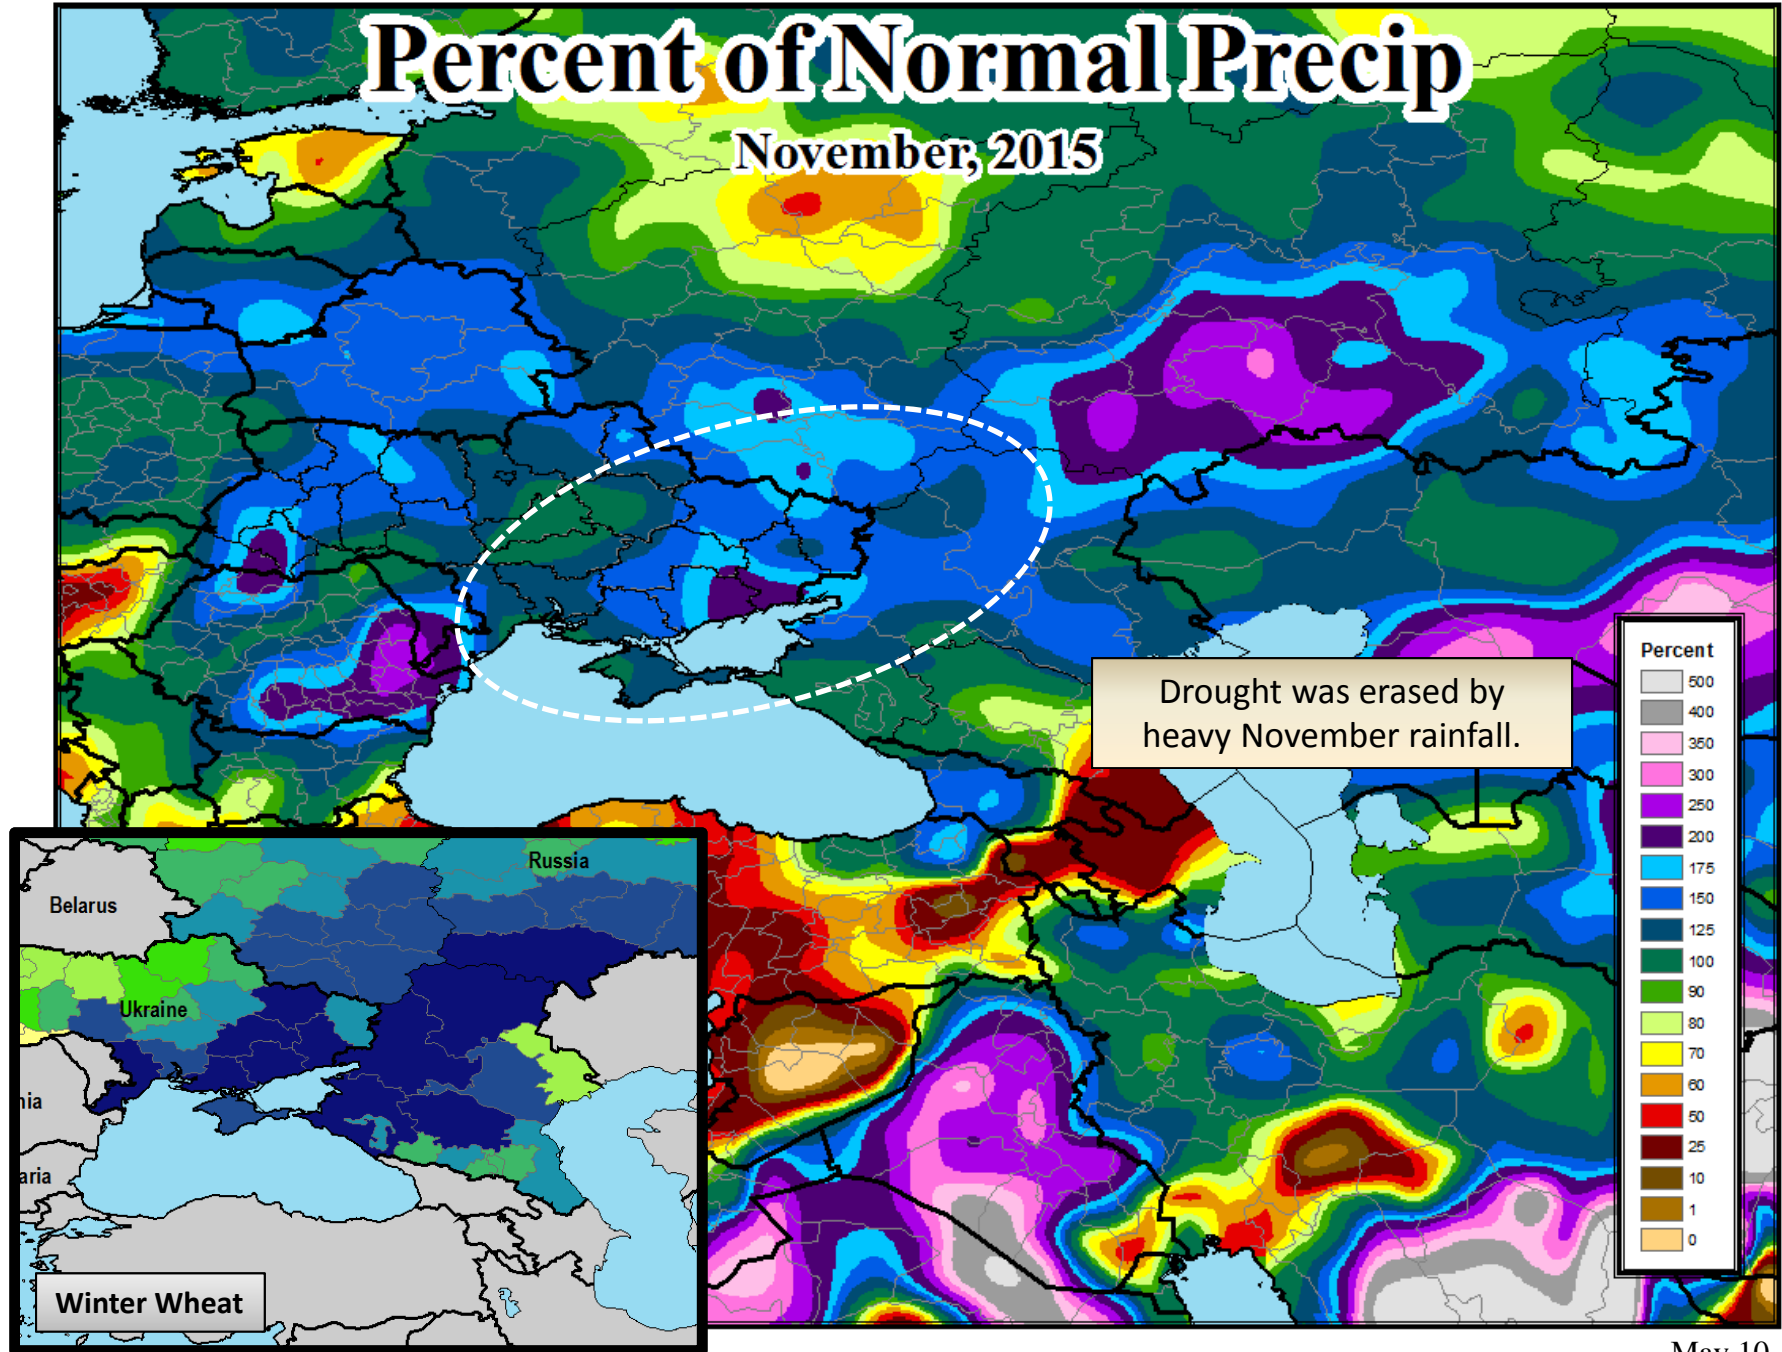 Percent of Normal Precip
November, 2015
Drought was erased by
heavy November rainfall.
Percent
500
400
350
300
250
200
175
150
125
100
90
80
70
60
50
25
10
1
0
Russia
Belarus
Ukraine
nia
aria
Winter Wheat
May 10